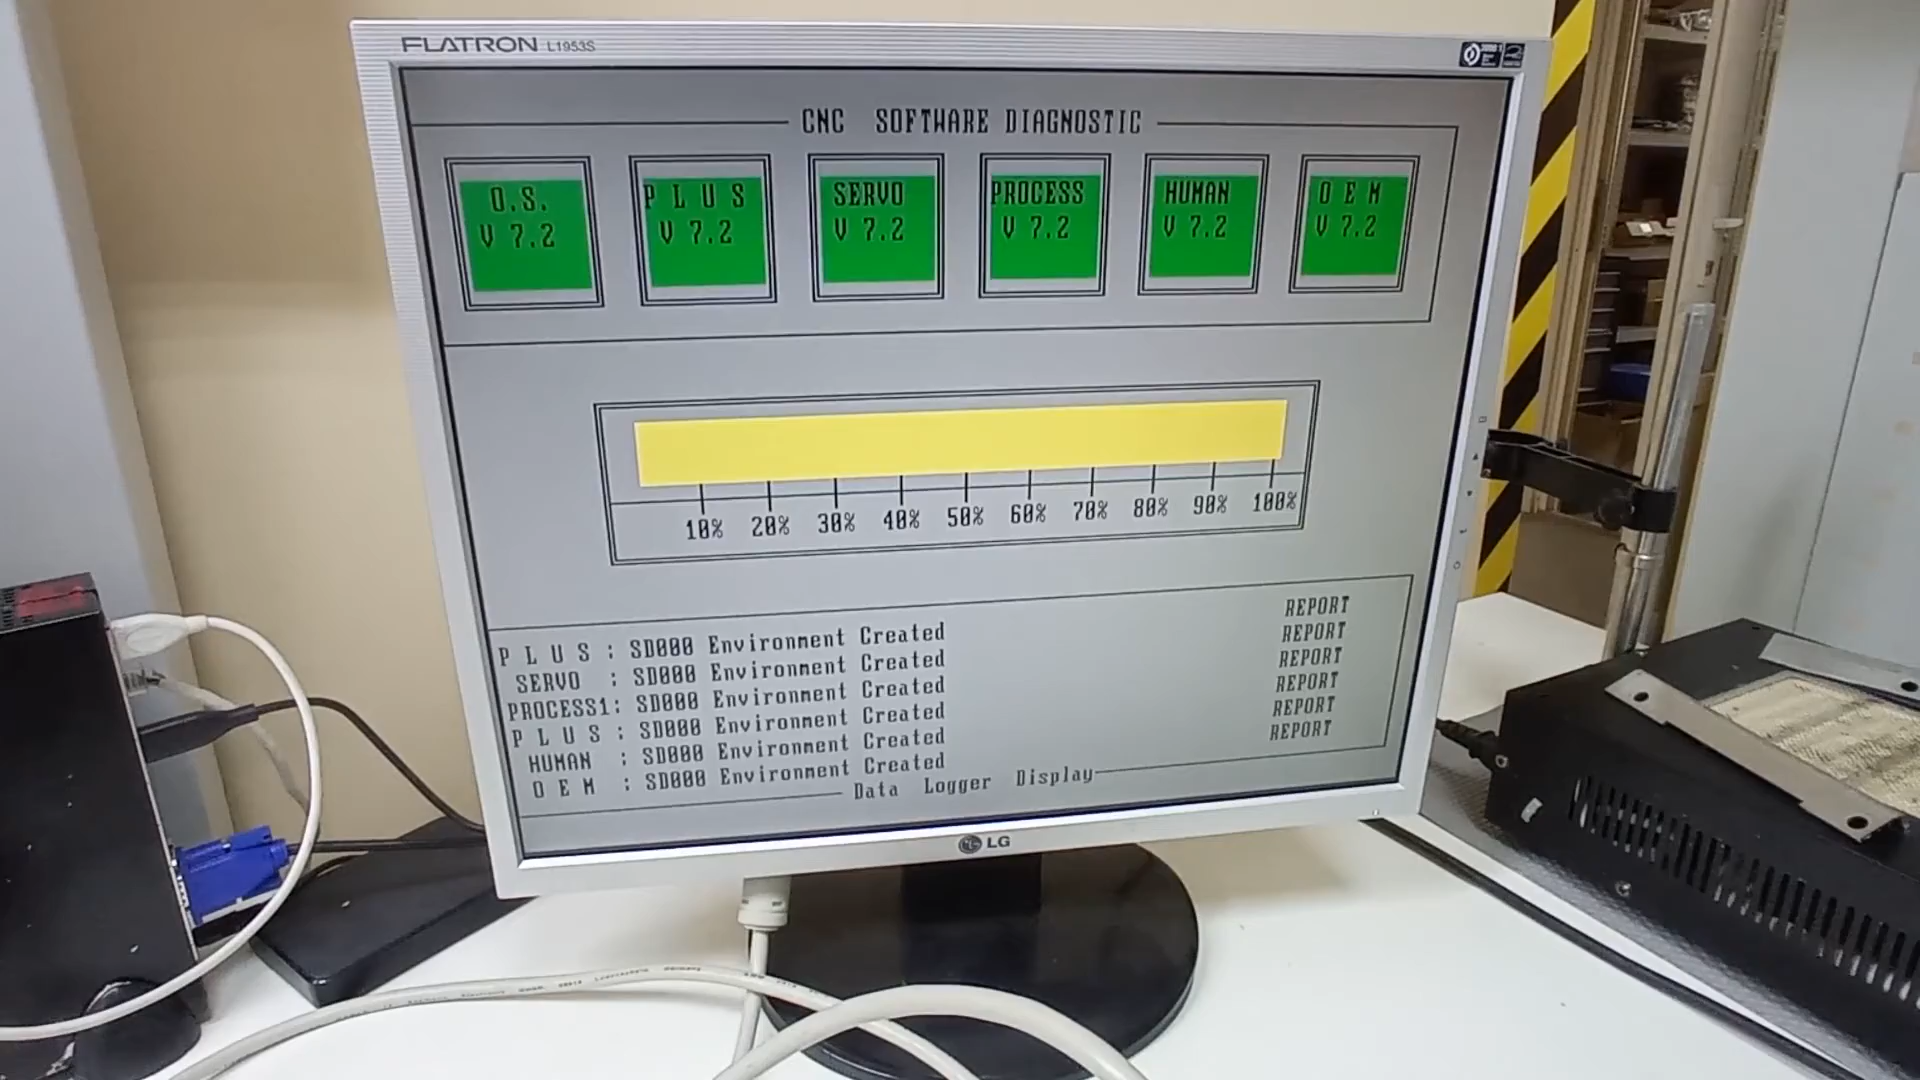 FLATRON L1953S
CNC SOFTWARE DIAGNOSTIC
O.S. V 7.2
P L U S V 7.2
SERVO V 7.2
PROCESS V 7.2
HUMAN V 7.2
O E M V 7.2
10% 20% 30% 40% 50% 60% 70% 80% 90% 100%
P L U S : SD000 Environment Created REPORT
SERVO : SD000 Environment Created REPORT
PROCESS1: SD000 Environment Created REPORT
P L U S : SD000 Environment Created REPORT
HUMAN : SD000 Environment Created REPORT
O E M : SD000 Environment Created REPORT
Data Logger Display
LG